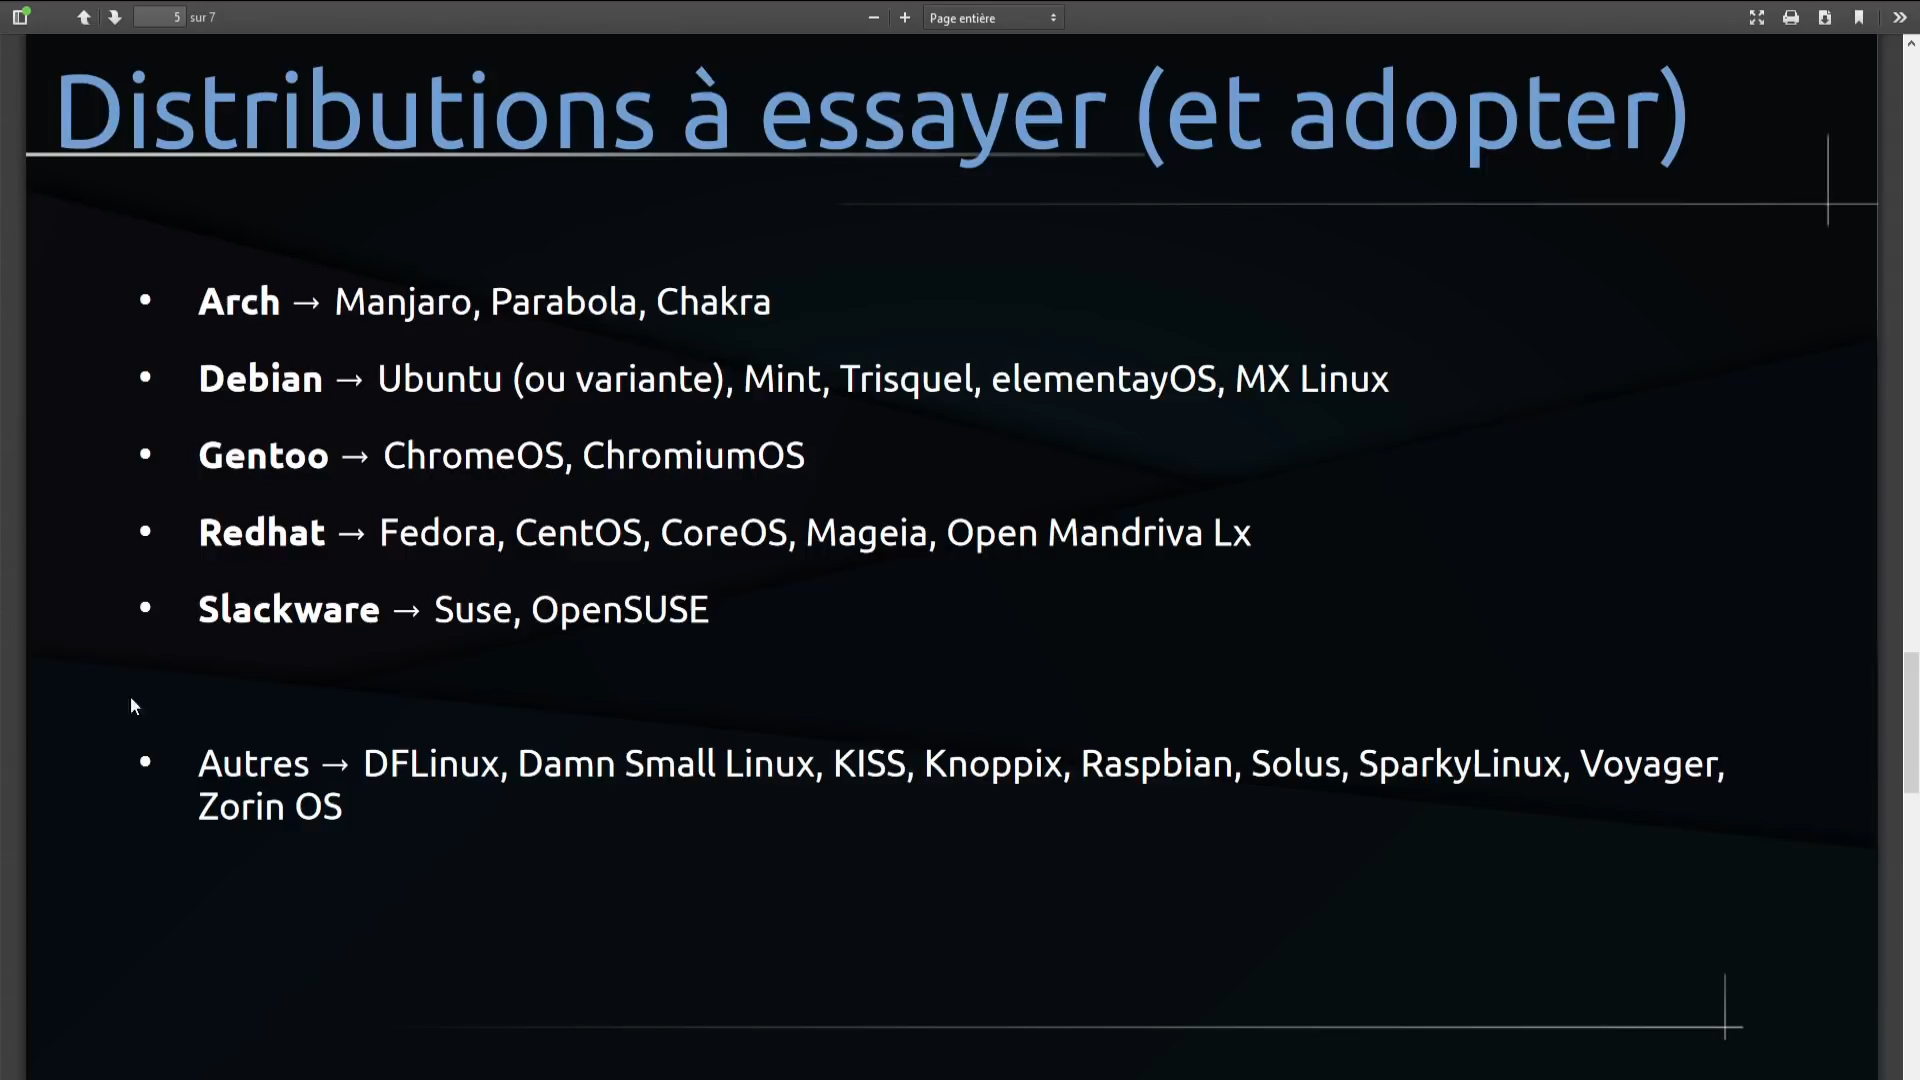 5 sur 7
Page entière
Distributions à essayer (et adopter)
• Arch → Manjaro, Parabola, Chakra
• Debian → Ubuntu (ou variante), Mint, Trisquel, elementayOS, MX Linux
• Gentoo → ChromeOS, ChromiumOS
• Redhat → Fedora, CentOS, CoreOS, Mageia, Open Mandriva Lx
• Slackware → Suse, OpenSUSE
• Autres → DFLinux, Damn Small Linux, KISS, Knoppix, Raspbian, Solus, SparkyLinux, Voyager,
Zorin OS